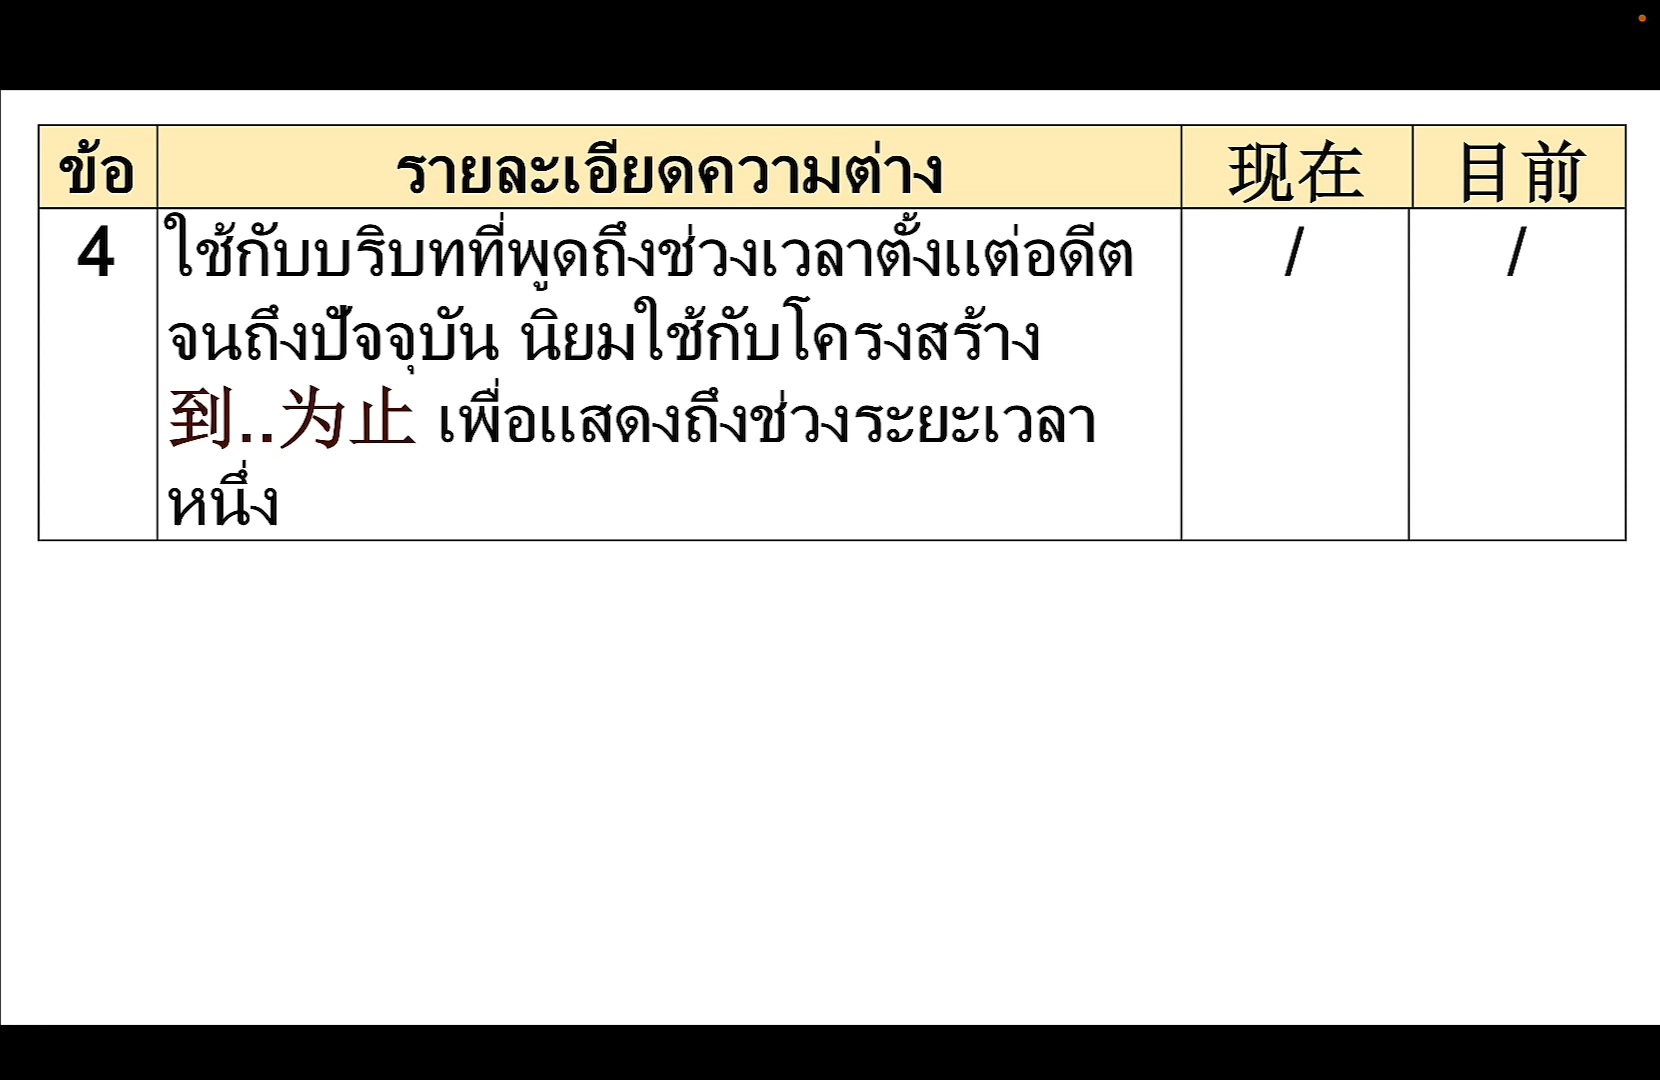 ข้อ รายละเอียดความต่าง 现在 目前
4 ใช้กับบริบทที่พูดถึงช่วงเวลาตั้งแต่อดีต / /
จนถึงปัจจุบัน นิยมใช้กับโครงสร้าง
到..为止 เพื่อแสดงถึงช่วงระยะเวลา
หนึ่ง